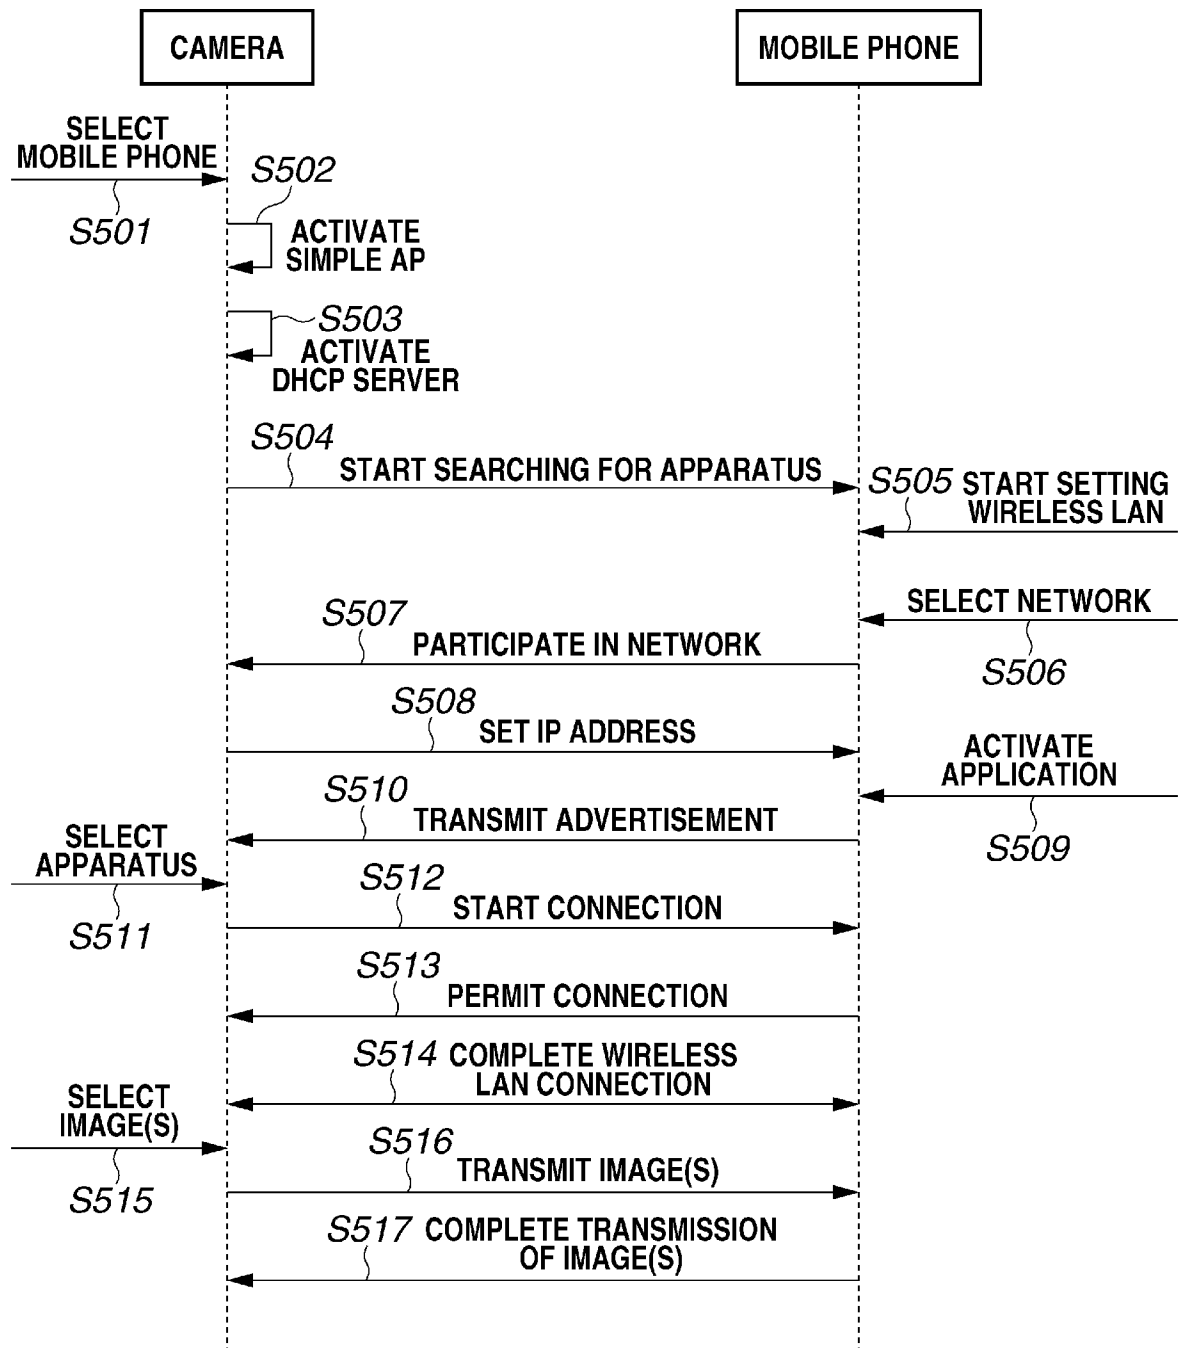 CAMERA
MOBILE PHONE
SELECT
MOBILE PHONE
S501
S502
ACTIVATE
SIMPLE AP
S503
ACTIVATE
DHCP SERVER
S504
START SEARCHING FOR APPARATUS
S505 START SETTING
WIRELESS LAN
SELECT NETWORK
S506
S507
PARTICIPATE IN NETWORK
S508
SET IP ADDRESS
ACTIVATE
APPLICATION
S509
S510
TRANSMIT ADVERTISEMENT
SELECT
APPARATUS
S511
S512
START CONNECTION
S513
PERMIT CONNECTION
S514 COMPLETE WIRELESS
LAN CONNECTION
SELECT
IMAGE(S)
S515
S516
TRANSMIT IMAGE(S)
S517 COMPLETE TRANSMISSION
OF IMAGE(S)